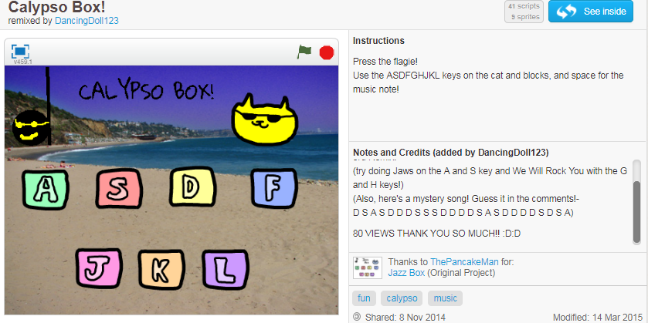 Calypso Box!
remixed by DancingDoll123
41 scripts
5 sprites
See inside
v450.1
CALYPSO BOX!
A S D F
J K L
Instructions
Press the flagie!
Use the ASDFGHJKL keys on the cat and blocks, and space for the
music note!
Notes and Credits (added by DancingDoll123)
(try doing Jaws on the A and S key and We Will Rock You with the G
and H keys!)
(Also, here's a mystery song! Guess it in the comments!-
D S A S D D D S S S D D D D S A S D D D D S D S A)
80 VIEWS THANK YOU SO MUCH!! :D:D
Thanks to ThePancakeMan for:
Jazz Box (Original Project)
fun calypso music
Shared: 8 Nov 2014 Modified: 14 Mar 2015